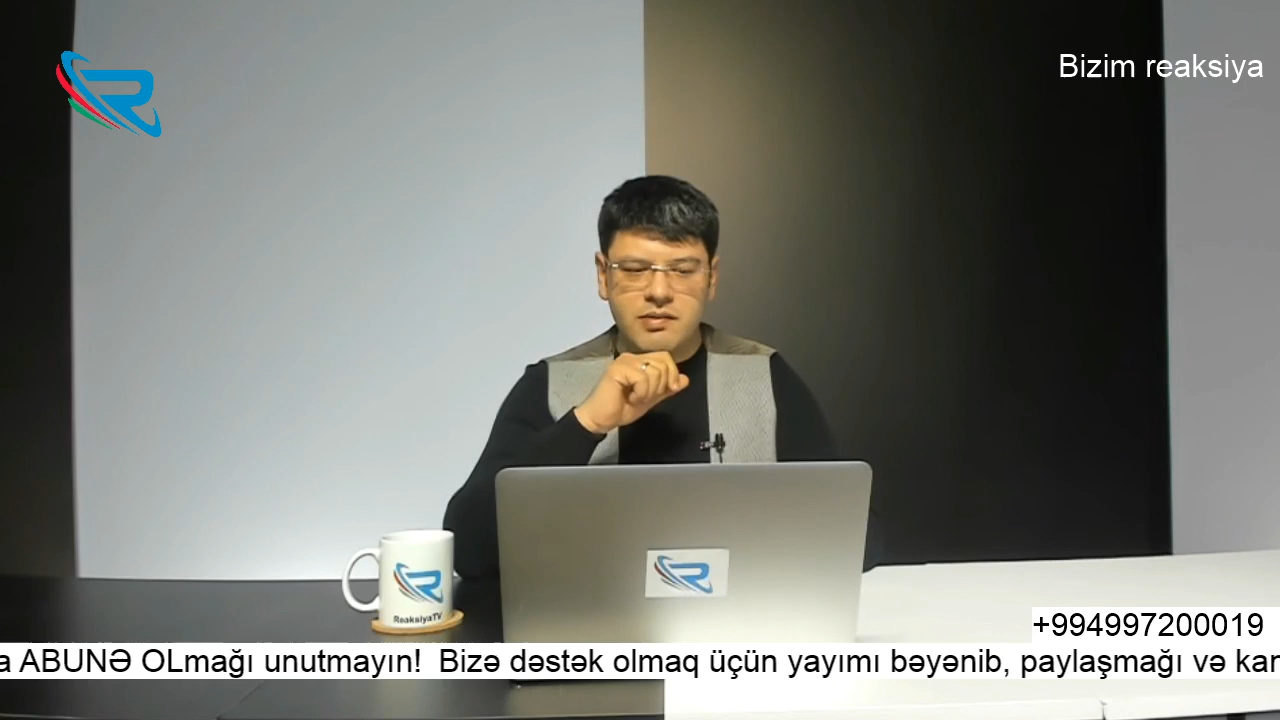 Bizim reaksiya
ReaksiyaTV
+994997200019
a ABUNƏ OLmağı unutmayın! Bizə dəstək olmaq üçün yayımı bəyənib, paylaşmağı və kan